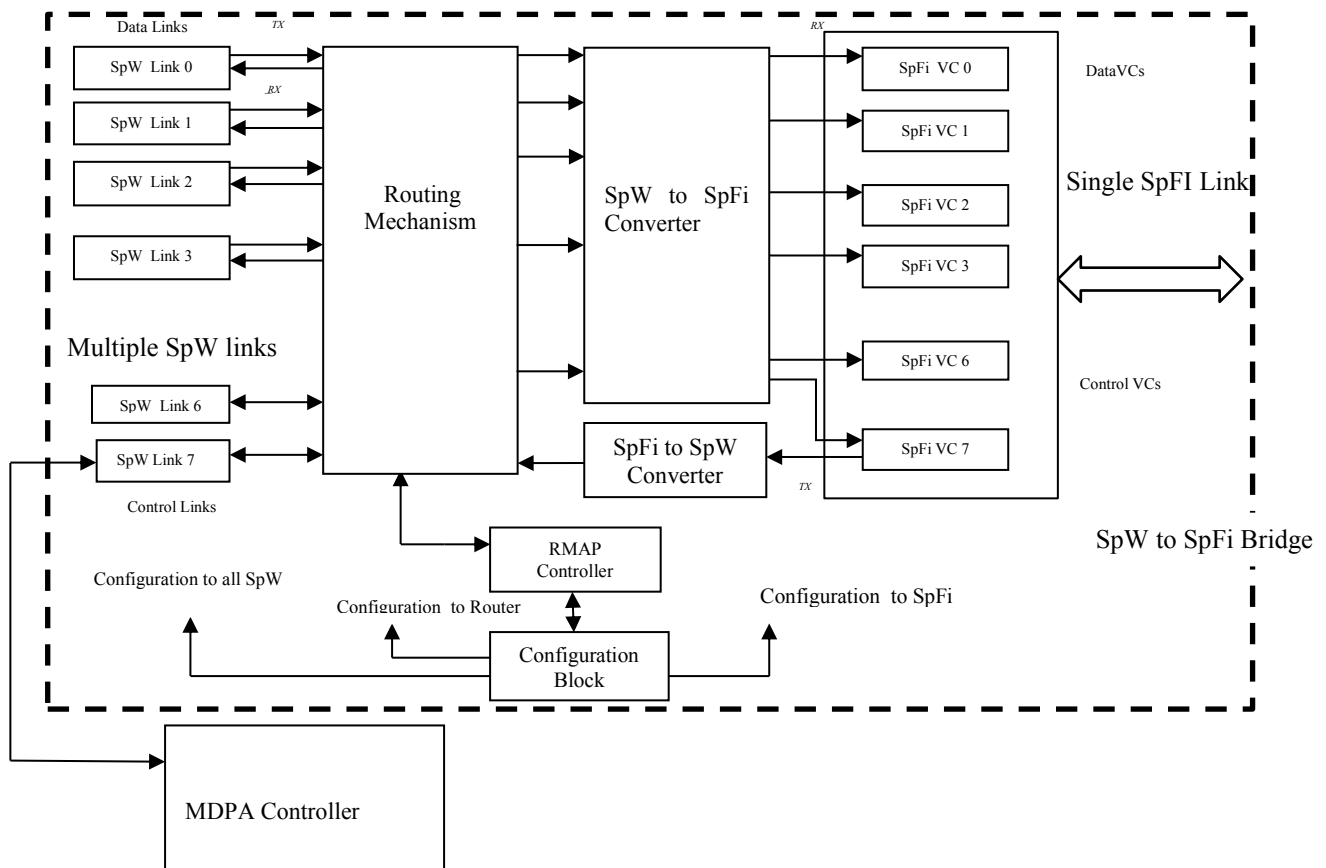 Data Links
TX
RX
SpW Link 0
SpFi VC 0
DataVCs
_RX
SpW Link 1
SpFi VC 1
SpW Link 2
Routing
Mechanism
SpW to SpFi
Converter
SpFi VC 2
Single SpFI Link
SpW Link 3
SpFi VC 3
Multiple SpW links
SpFi VC 6
Control VCs
SpW Link 6
SpW Link 7
SpFi to SpW
Converter
SpFi VC 7
TX
Control Links
SpW to SpFi Bridge
RMAP
Controller
Configuration to all SpW
Configuration to Router
Configuration to SpFi
Configuration
Block
MDPA Controller